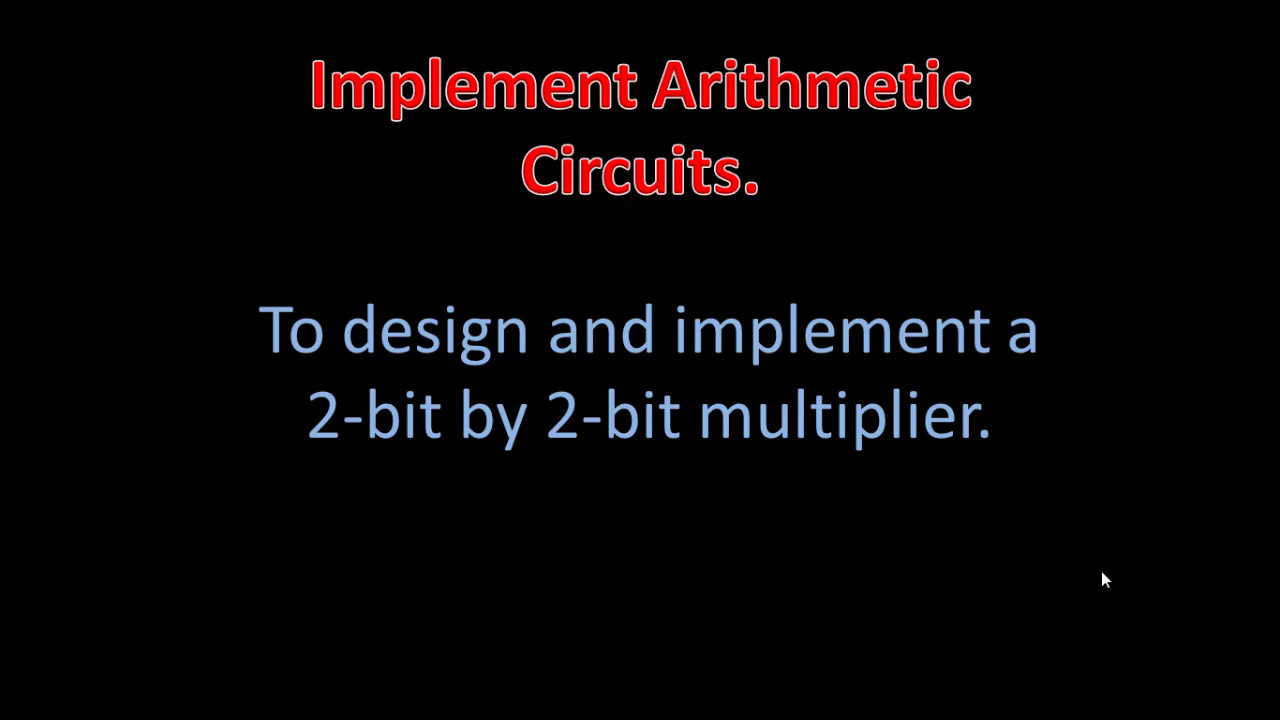 Implement Arithmetic
Circuits.
To design and implement a
2-bit by 2-bit multiplier.